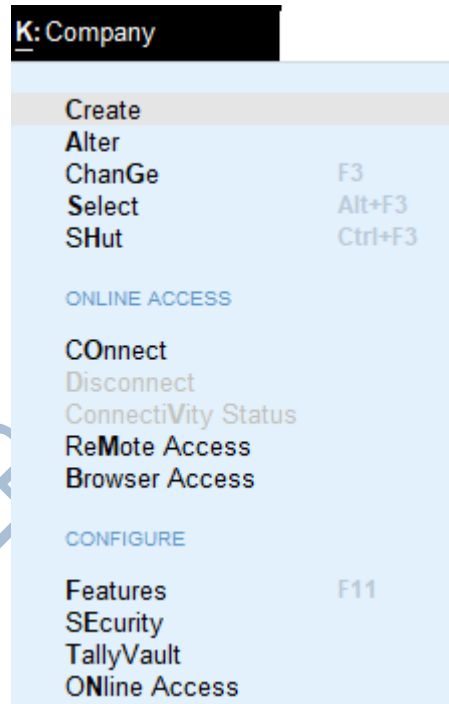 K: Company
Create
Alter
ChanGe F3
Select Alt+F3
SHut Ctrl+F3
ONLINE ACCESS
COnnect
Disconnect
ConnectiVity Status
ReMote Access
Browser Access
CONFIGURE
Features F11
SEcurity
TallyVault
ONline Access